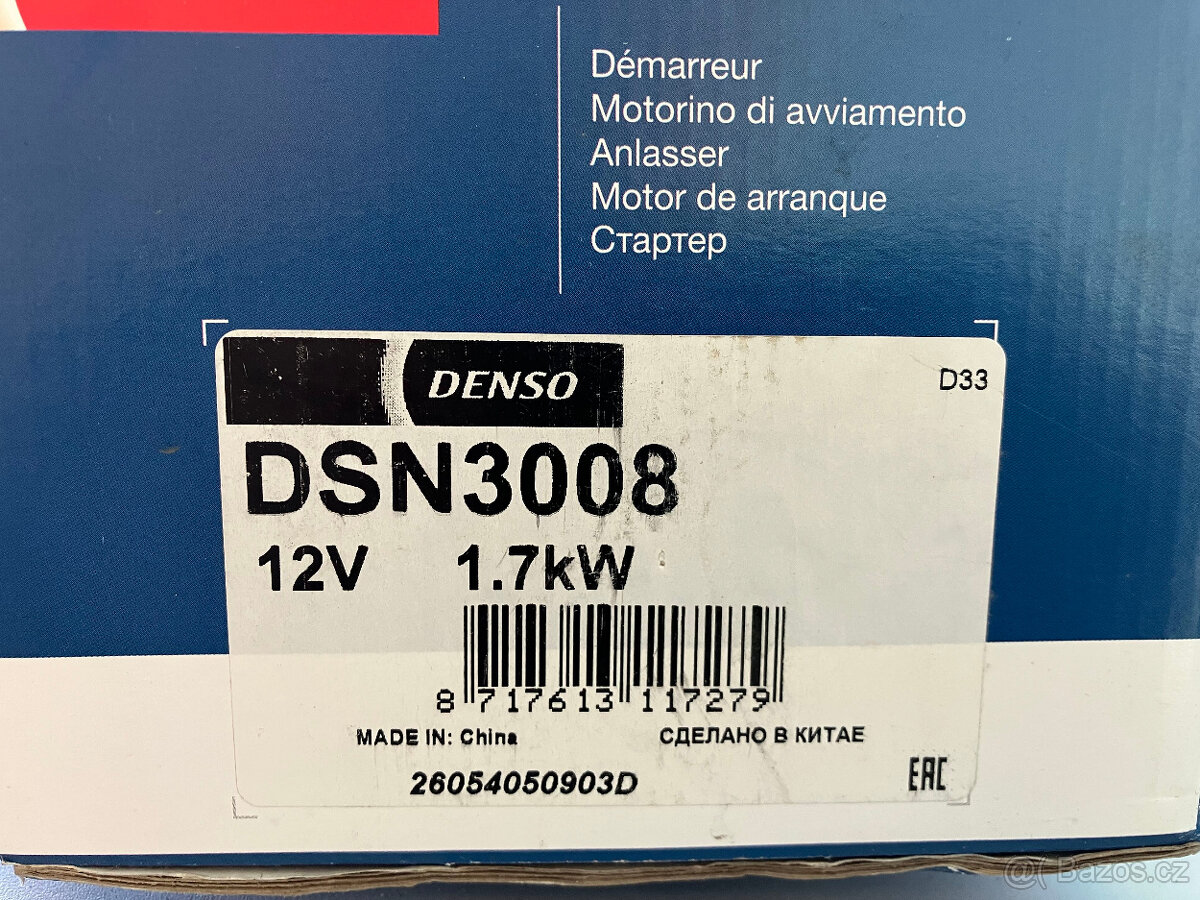 Démarreur
Motorino di avviamento
Anlasser
Motor de arranque
Стартер
DENSO
D33
DSN3008
12V 1.7kW
8 717613 117279
MADE IN: China СДЕЛАНО В КИТАЕ
26054050903D
EAC
@( Bazos.cz